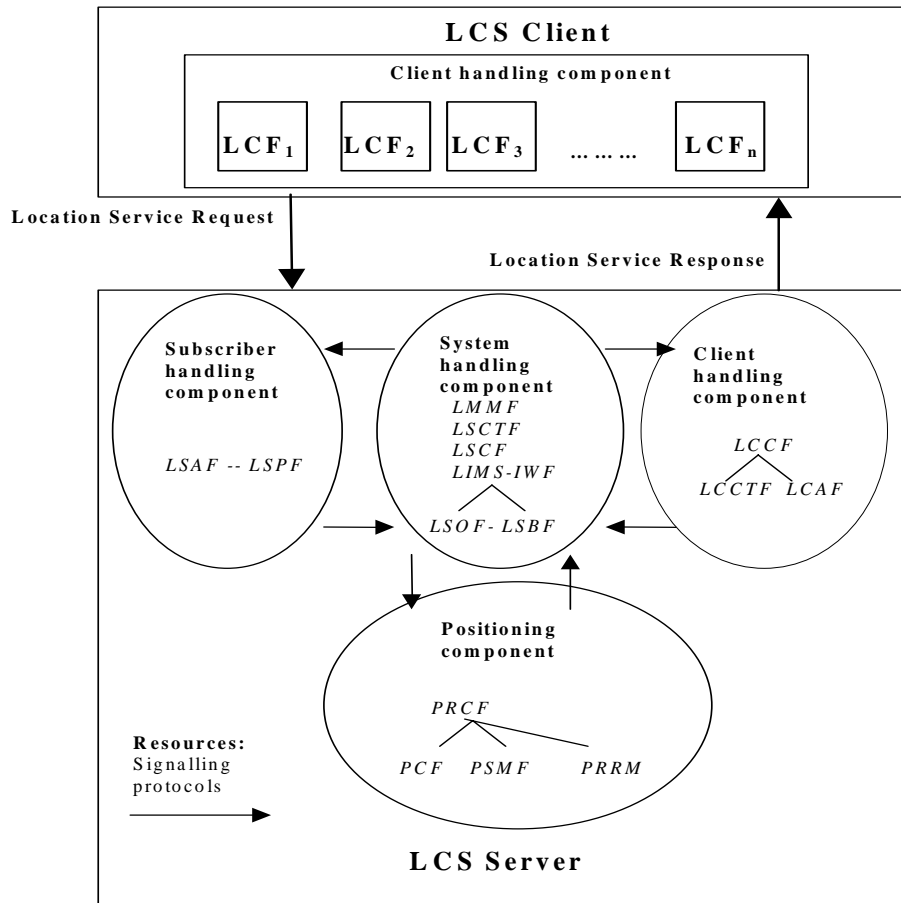 LCS Client
Client handling component
LCF1 LCF2 LCF3 ... ... ... LCFn
Location Service Request
Location Service Response
Subscriber
handling
component
LSAF -- LSPF
System
handling
component
LMMF
LSCTF
LSCF
LIMS-IWF
LSOF- LSBF
Client
handling
component
LCCF
LCCTF LCAF
Positioning
component
PRCF
PCF PSMF PRRM
Resources:
Signalling
protocols
LCS Server